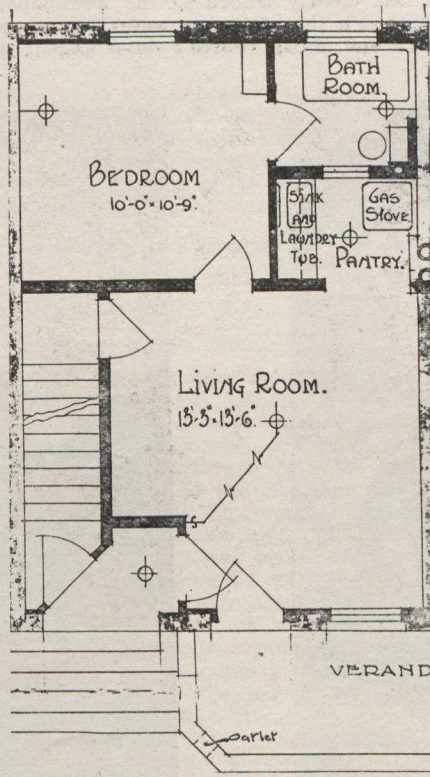 BATH
ROOM.
BEDROOM
10'-0" × 10'-9"
SINK
AND
LAUNDRY
TUB.
GAS
STOVE.
PANTRY.
LIVING ROOM.
13'-3" × 13'-6"
S
VERAND
outlet